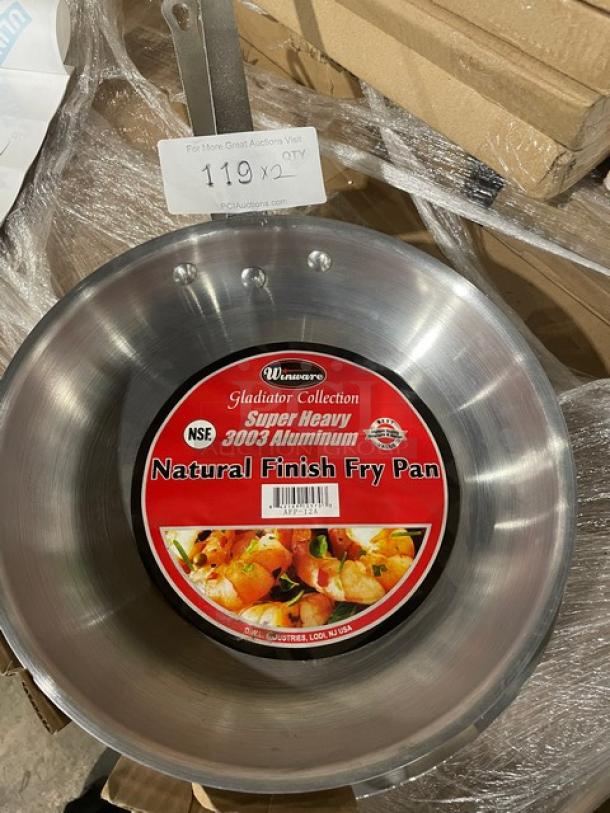 For More Great Auctions Visit
119 x2 QTY
PCIAuctions.com
Winware
Gladiator Collection
Super Heavy
NSF. 3003 Aluminum
Natural Finish Fry Pan
AFP-12A
D.W.L. INDUSTRIES, LODI, NJ USA